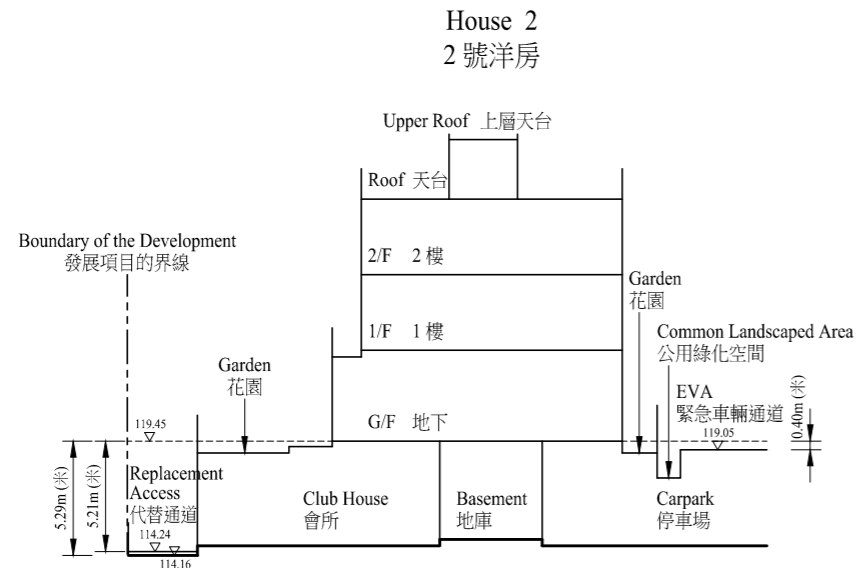 House 2
2 號洋房
Upper Roof 上層天台
Roof 天台
Boundary of the Development
發展項目的界線
2/F 2 樓
Garden
花園
1/F 1 樓
Common Landscaped Area
公用綠化空間
Garden
花園
EVA
緊急車輛通道
0.40m (米)
119.45
G/F 地下
119.05
5.29m (米)
5.21m (米)
Replacement
Access
代替通道
Club House
會所
Basement
地庫
Carpark
停車場
114.24
114.16